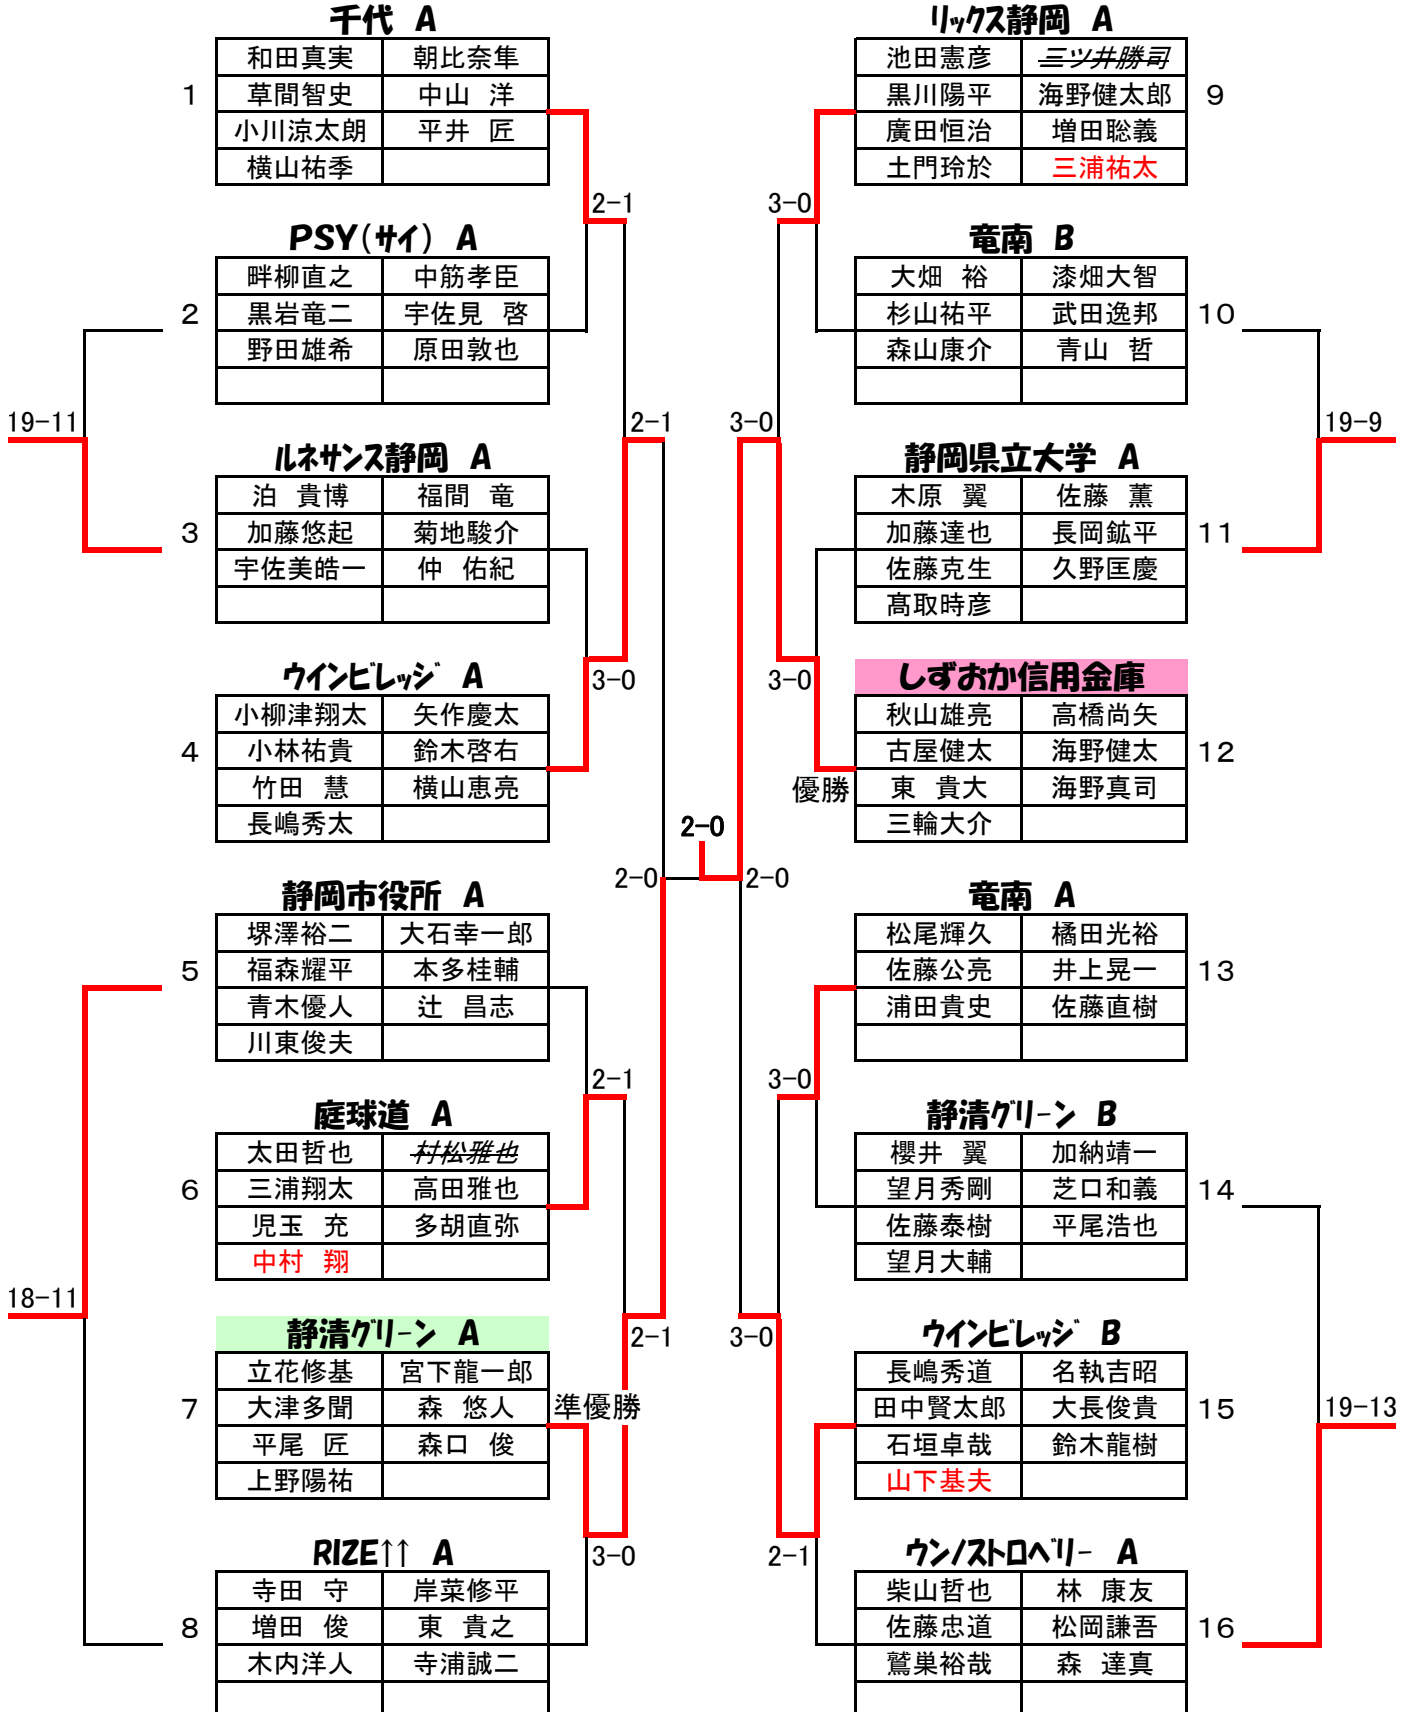 千代　A
和田真実　朝比奈隼
1　草間智史　中山　洋
小川涼太朗　平井　匠
横山祐季
2-1
PSY(サイ)　A
畔柳直之　中筋孝臣
2　黒岩竜二　宇佐見　啓
野田雄希　原田敦也
19-11
2-1
ルネサンス静岡　A
泊　貴博　福間　竜
3　加藤悠起　菊地駿介
宇佐美皓一　仲　佑紀
ウインビレッジ　A
3-0
小柳津翔太　矢作慶太
4　小林祐貴　鈴木啓右
竹田　慧　横山恵亮
長嶋秀太
2-0
2-0
静岡市役所　A
堺澤裕二　大石幸一郎
5　福森耀平　本多桂輔
青木優人　辻　昌志
川東俊夫
2-1
庭球道　A
太田哲也　村松雅也
6　三浦翔太　高田雅也
児玉　充　多胡直弥
中村　翔
18-11
静清グリーン　A
2-1
立花修基　宮下龍一郎
7　大津多聞　森　悠人　準優勝
平尾　匠　森口　俊
上野陽祐
RIZE↑↑　A
3-0
寺田　守　岸菜修平
8　増田　俊　東　貴之
木内洋人　寺浦誠二
リックス静岡　A
池田憲彦　三ツ井勝司
黒川陽平　海野健太郎　9
廣田恒治　増田聡義
土門玲於　三浦祐太
3-0
竜南　B
大畑　裕　漆畑大智
杉山祐平　武田逸邦　10
森山康介　青山　哲
3-0
19-9
静岡県立大学　A
木原　翼　佐藤　薫
加藤達也　長岡鉱平　11
佐藤克生　久野匡慶
髙取時彦
3-0
しずおか信用金庫
秋山雄亮　高橋尚矢
古屋健太　海野健太　12
優勝　東　貴大　海野真司
三輪大介
2-0
竜南　A
松尾輝久　橘田光裕
佐藤公亮　井上晃一　13
浦田貴史　佐藤直樹
3-0
静清グリーン　B
櫻井　翼　加納靖一
望月秀剛　芝口和義　14
佐藤泰樹　平尾浩也
望月大輔
3-0
ウインビレッジ　B
長嶋秀道　名執吉昭
田中賢太郎　大長俊貴　15
19-13
石垣卓哉　鈴木龍樹
山下基夫
2-1
ウンノストロベリー　A
柴山哲也　林　康友
佐藤忠道　松岡謙吾　16
鷲巣裕哉　森　達真